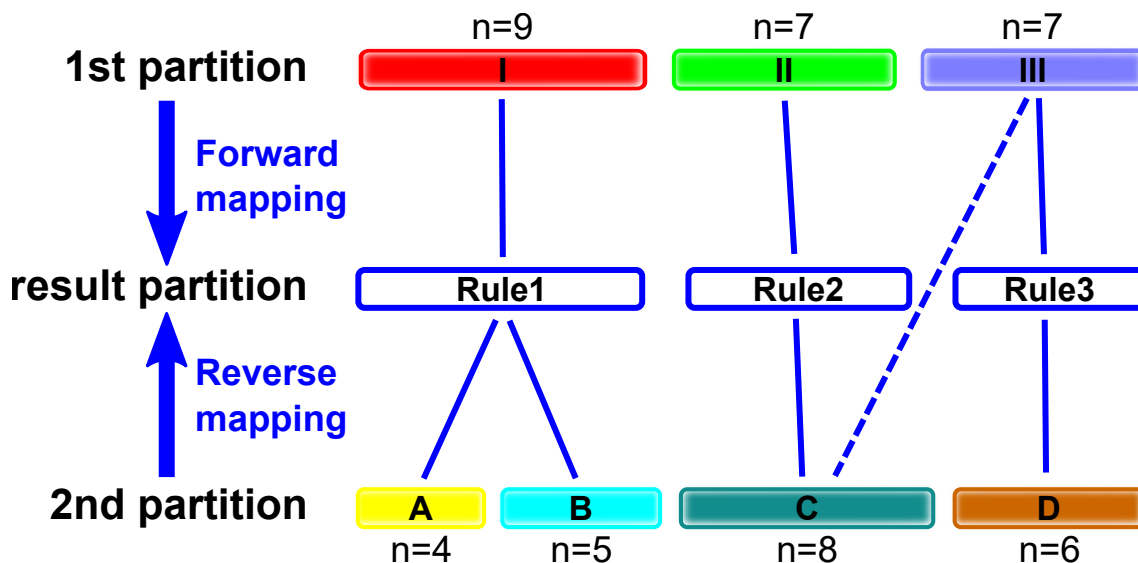 n=9 n=7 n=7
1st partition I II III
Forward
mapping
result partition Rule1 Rule2 Rule3
Reverse
mapping
2nd partition A B C D
n=4 n=5 n=8 n=6